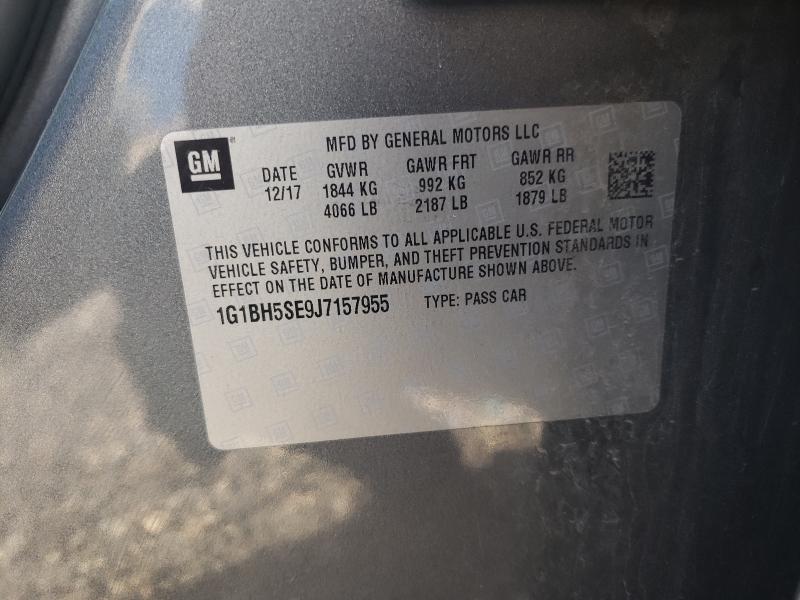 GM
MFD BY GENERAL MOTORS LLC
DATE GVWR GAWR FRT GAWR RR
12/17 1844 KG 992 KG 852 KG
4066 LB 2187 LB 1879 LB
THIS VEHICLE CONFORMS TO ALL APPLICABLE U.S. FEDERAL MOTOR
VEHICLE SAFETY, BUMPER, AND THEFT PREVENTION STANDARDS IN
EFFECT ON THE DATE OF MANUFACTURE SHOWN ABOVE.
1G1BH5SE9J7157955 TYPE: PASS CAR